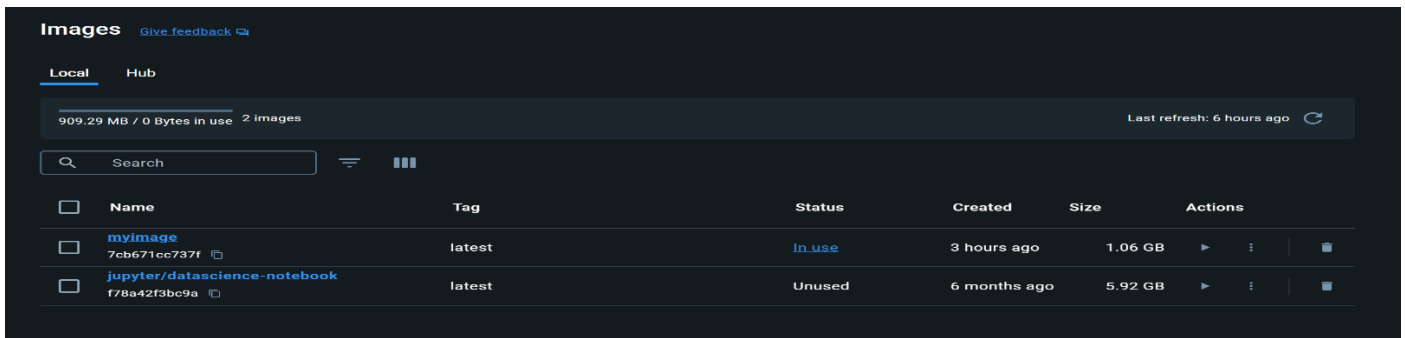 Images Give feedback
Local Hub
909.29 MB / 0 Bytes in use 2 images Last refresh: 6 hours ago
Search
Name Tag Status Created Size Actions
myimage
7cb671cc737f latest In use 3 hours ago 1.06 GB
jupyter/datascience-notebook
f78a42f3bc9a latest Unused 6 months ago 5.92 GB